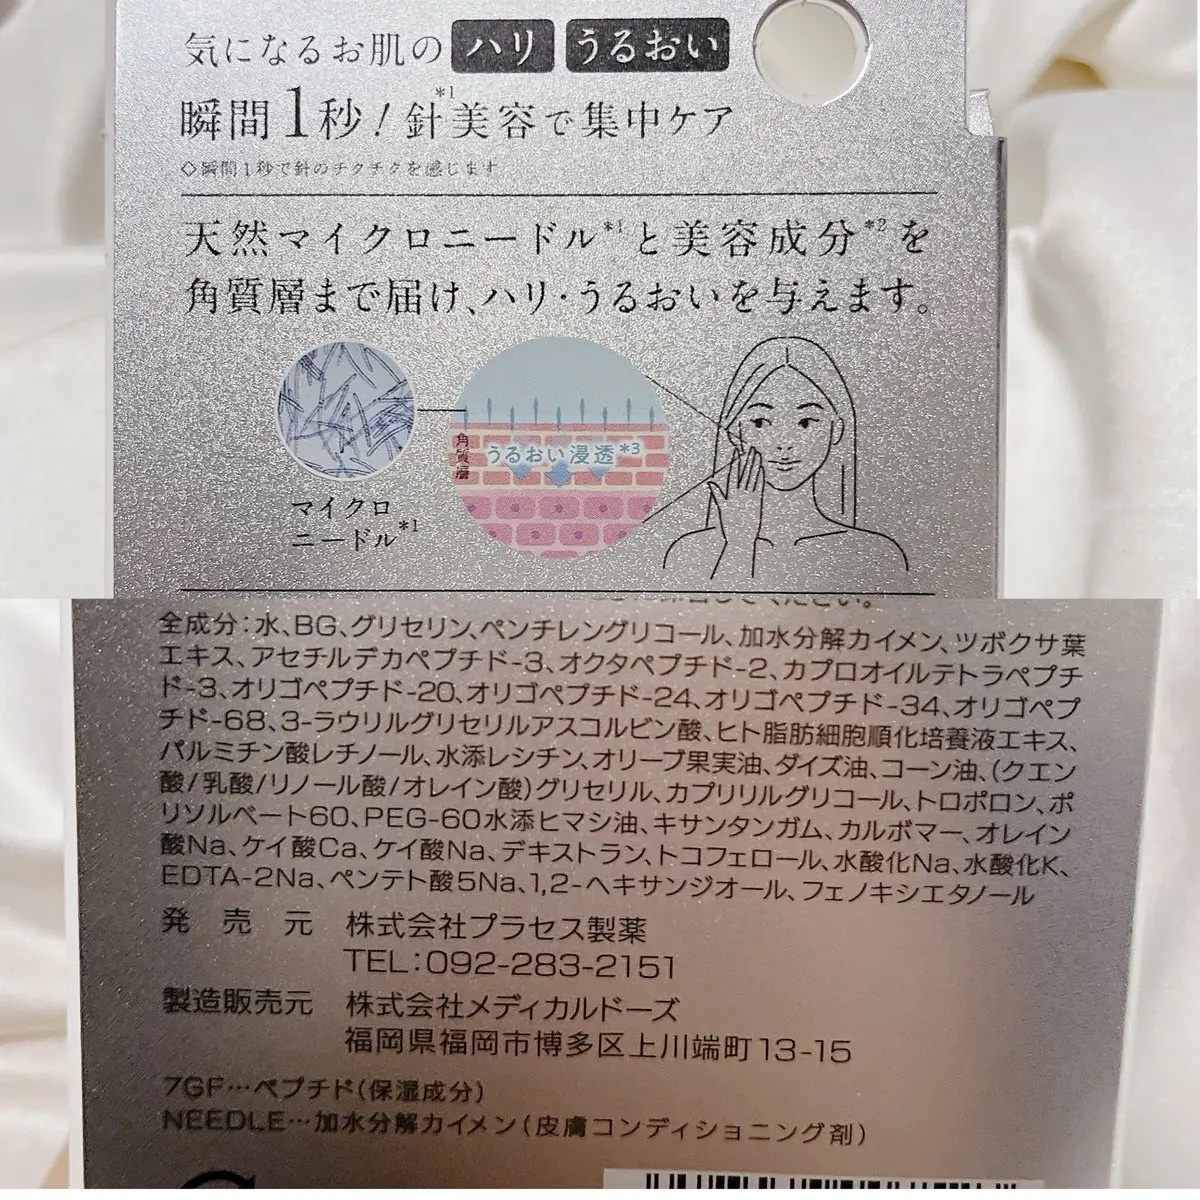 気になるお肌の ハリ うるおい
瞬間1秒!針*1美容で集中ケア
◇瞬間1秒で針のチクチクを感じます
天然マイクロニードル*1と美容成分*2を
角質層まで届け、ハリ・うるおいを与えます。
角質層
うるおい浸透*3
マイクロ
ニードル*1
ください。
全成分:水、BG、グリセリン、ペンチレングリコール、加水分解カイメン、ツボクサ葉
エキス、アセチルデカペプチド-3、オクタペプチド-2、カプロオイルテトラペプチ
ド-3、オリゴペプチド-20、オリゴペプチド-24、オリゴペプチド-34、オリゴペプ
チド-68、3-ラウリルグリセリルアスコルビン酸、ヒト脂肪細胞順化培養液エキス、
パルミチン酸レチノール、水添レシチン、オリーブ果実油、ダイズ油、コーン油、(クエン
酸/乳酸/リノール酸/オレイン酸)グリセリル、カプリリルグリコール、トロポロン、ポ
リソルベート60、PEG-60水添ヒマシ油、キサンタンガム、カルボマー、オレイン
酸Na、ケイ酸Ca、ケイ酸Na、デキストラン、トコフェロール、水酸化Na、水酸化K、
EDTA-2Na、ペンテト酸5Na、1,2-ヘキサンジオール、フェノキシエタノール
発売元 株式会社プラセス製薬
TEL:092-283-2151
製造販売元 株式会社メディカルドーズ
福岡県福岡市博多区上川端町13-15
7GF…ペプチド(保湿成分)
NEEDLE…加水分解カイメン(皮膚コンディショニング剤)